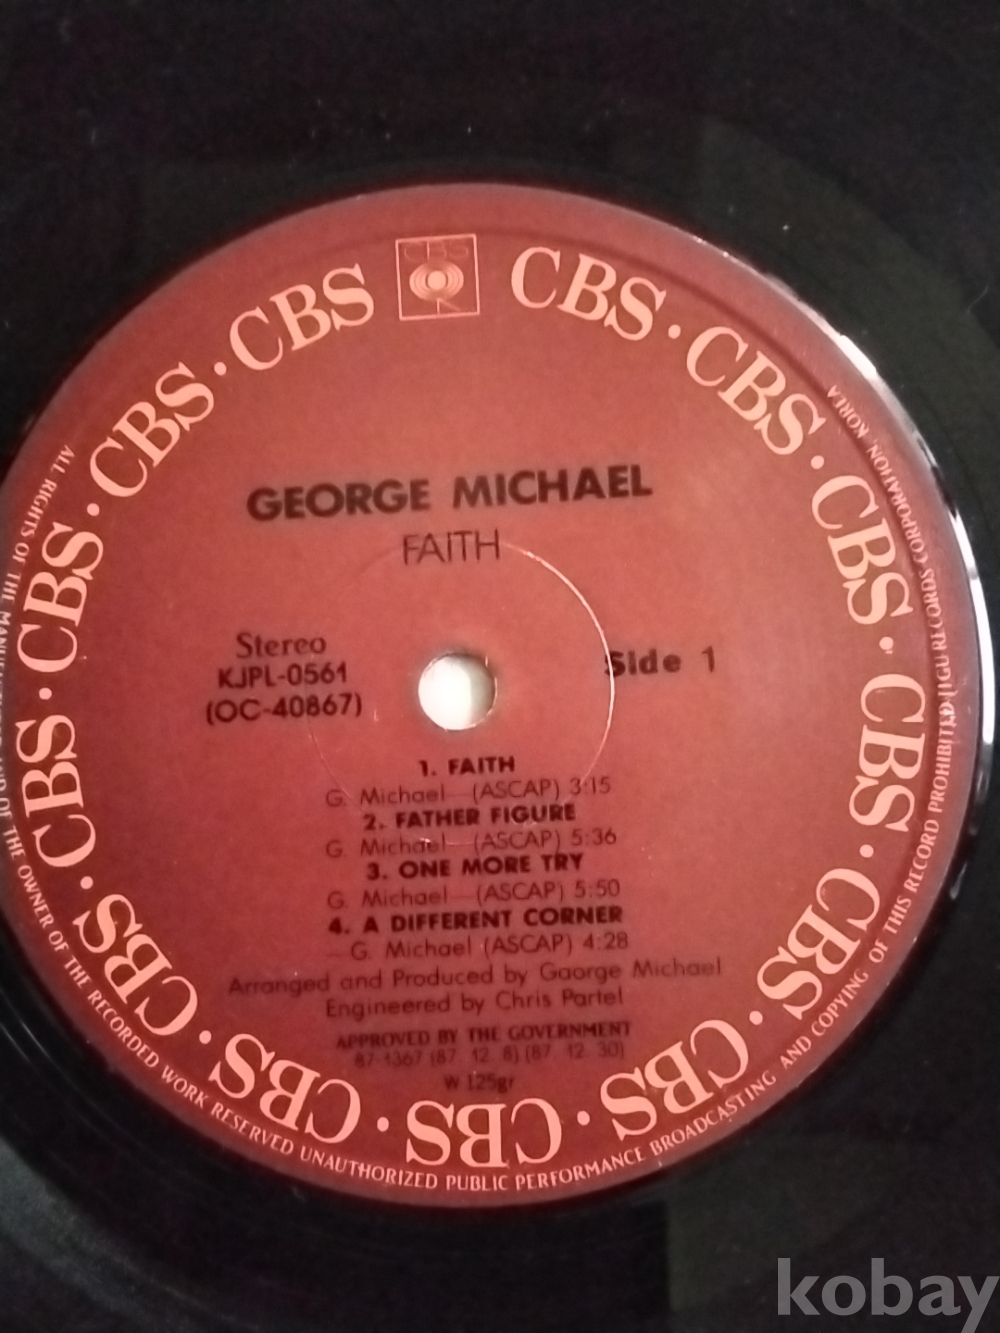 CBS
CBS · CBS · CBS · CBS · CBS · CBS · CBS · CBS · CBS · CBS · CBS · CBS · CBS · CBS
GEORGE MICHAEL
FAITH
Stereo
KJPL-0561
(OC-40867)
Side 1
1. FAITH
G. Michael (ASCAP) 3:15
2. FATHER FIGURE
G. Michael (ASCAP) 5:36
3. ONE MORE TRY
G. Michael (ASCAP) 5:50
4. A DIFFERENT CORNER
G. Michael (ASCAP) 4:28
Arranged and Produced by Gaorge Michael
Engineered by Chris Partel
APPROVED BY THE GOVERNMENT
87-1367 (87. 12. 8) (87. 12. 30)
W 125gr
ALL RIGHTS OF THE OF THE OWNER OF THE RECORDED WORK RESERVED UNAUTHORIZED PUBLIC PERFORMANCE BROADCASTING AND COPYING OF THIS RECORD PROHIBITED JIGU RECORDS CORPORATION, KOREA
kobay